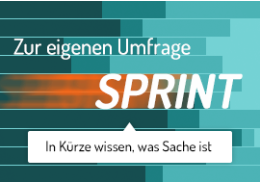 Zur eigenen Umfrage
SPRINT
In Kürze wissen, was Sache ist